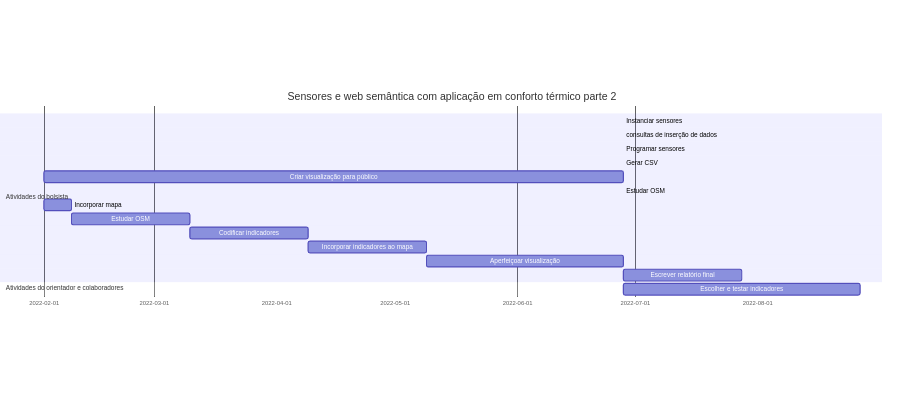 Sensores e web semântica com aplicação em conforto térmico parte 2
Instanciar sensores
consultas de inserção de dados
Programar sensores
Gerar CSV
Criar visualização para público
Estudar OSM
Atividades do bolsista
Incorporar mapa
Estudar OSM
Codificar indicadores
Incorporar indicadores ao mapa
Aperfeiçoar visualização
Escrever relatório final
Atividades do orientador e colaboradores
Escolher e testar indicadores
2022-02-01 2022-03-01 2022-04-01 2022-05-01 2022-06-01 2022-07-01 2022-08-01